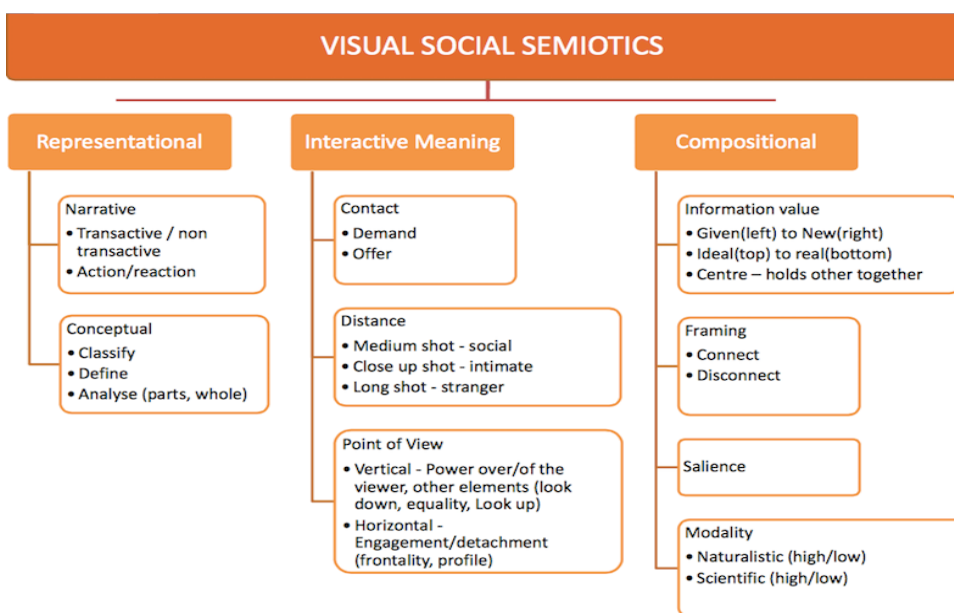 VISUAL SOCIAL SEMIOTICS
Representational
Narrative
• Transactive / non
transactive
• Action/reaction
Conceptual
• Classify
• Define
• Analyse (parts, whole)
Interactive Meaning
Contact
• Demand
• Offer
Distance
• Medium shot - social
• Close up shot - intimate
• Long shot - stranger
Point of View
• Vertical - Power over/of the
viewer, other elements (look
down, equality, Look up)
• Horizontal -
Engagement/detachment
(frontality, profile)
Compositional
Information value
• Given(left) to New(right)
• Ideal(top) to real(bottom)
• Centre – holds other together
Framing
• Connect
• Disconnect
Salience
Modality
• Naturalistic (high/low)
• Scientific (high/low)